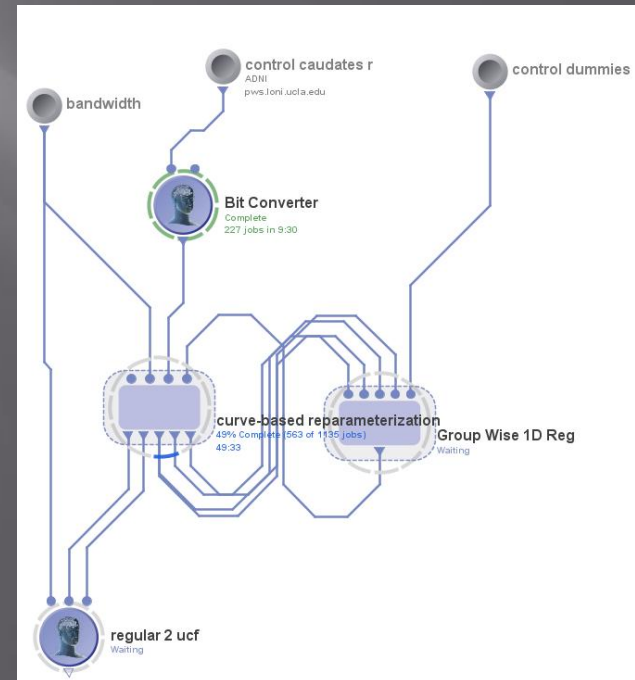 control caudates r
ADNI
pws.loni.ucla.edu
control dummies
bandwidth
Bit Converter
Complete
227 jobs in 9:30
curve-based reparameterization
49% Complete (563 of 1135 jobs)
49:33
Group Wise 1D Reg
Waiting
regular 2 ucf
Waiting